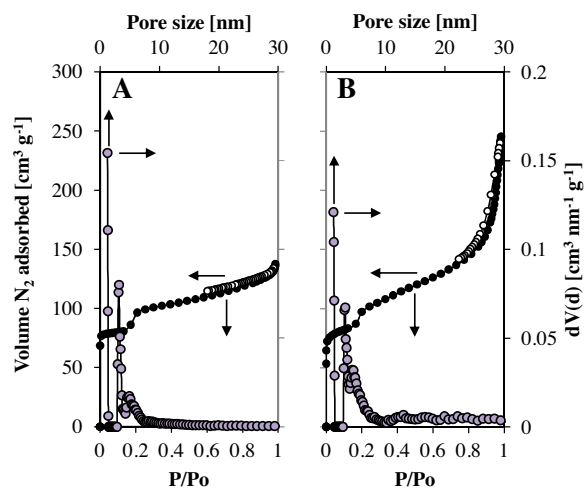 Pore size [nm] Pore size [nm]
0 10 20 30 0 10 20 30
A B
300 0.2
250
0.15
200
150 0.1
100
0.05
50
0 0
0 0.2 0.4 0.6 0.8 1 0 0.2 0.4 0.6 0.8 1
P/Po P/Po
Volume N₂ adsorbed [cm³ g⁻¹]
dV(d) [cm³ nm⁻¹ g⁻¹]